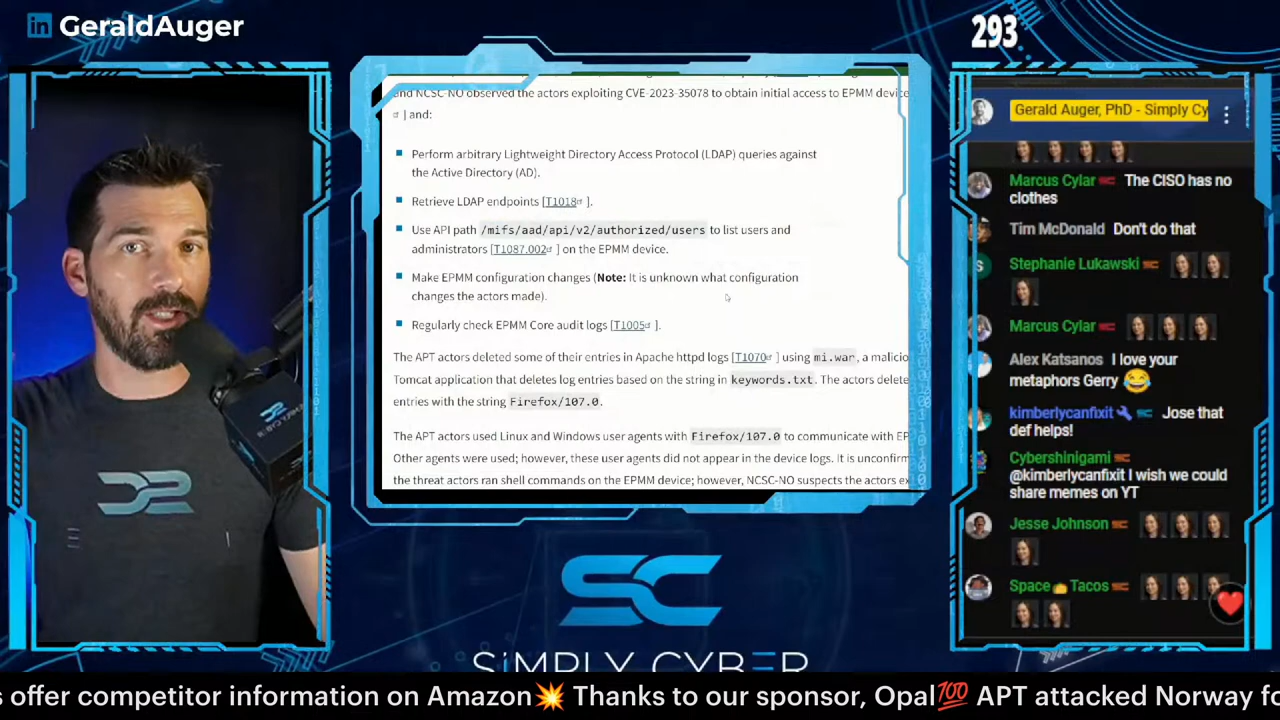 in GeraldAuger
293
and NCSC-NO observed the actors exploiting CVE-2023-35078 to obtain initial access to EPMM device
] and:
Perform arbitrary Lightweight Directory Access Protocol (LDAP) queries against
the Active Directory (AD).
Retrieve LDAP endpoints [T1018 ].
Use API path /mifs/aad/api/v2/authorized/users to list users and
administrators [T1087.002 ] on the EPMM device.
Make EPMM configuration changes (Note: It is unknown what configuration
changes the actors made).
Regularly check EPMM Core audit logs [T1005 ].
The APT actors deleted some of their entries in Apache httpd logs [T1070 ] using mi.war, a malicio
Tomcat application that deletes log entries based on the string in keywords.txt. The actors delete
entries with the string Firefox/107.0.
The APT actors used Linux and Windows user agents with Firefox/107.0 to communicate with EP
Other agents were used; however, these user agents did not appear in the device logs. It is unconfirm
the threat actors ran shell commands on the EPMM device; however, NCSC-NO suspects the actors ex
Gerald Auger, PhD - Simply Cy
Marcus Cylar The CISO has no
clothes
Tim McDonald Don't do that
Stephanie Lukawski
Marcus Cylar
Alex Katsanos I love your
metaphors Gerry 😂
kimberlycanfixit Jose that
def helps!
Cybershinigami
@kimberlycanfixit I wish we could
share memes on YT
Jesse Johnson
Space 🌮 Tacos
SC
SiMPLY CYBER
s offer competitor information on Amazon💥 Thanks to our sponsor, Opal💯 APT attacked Norway fo